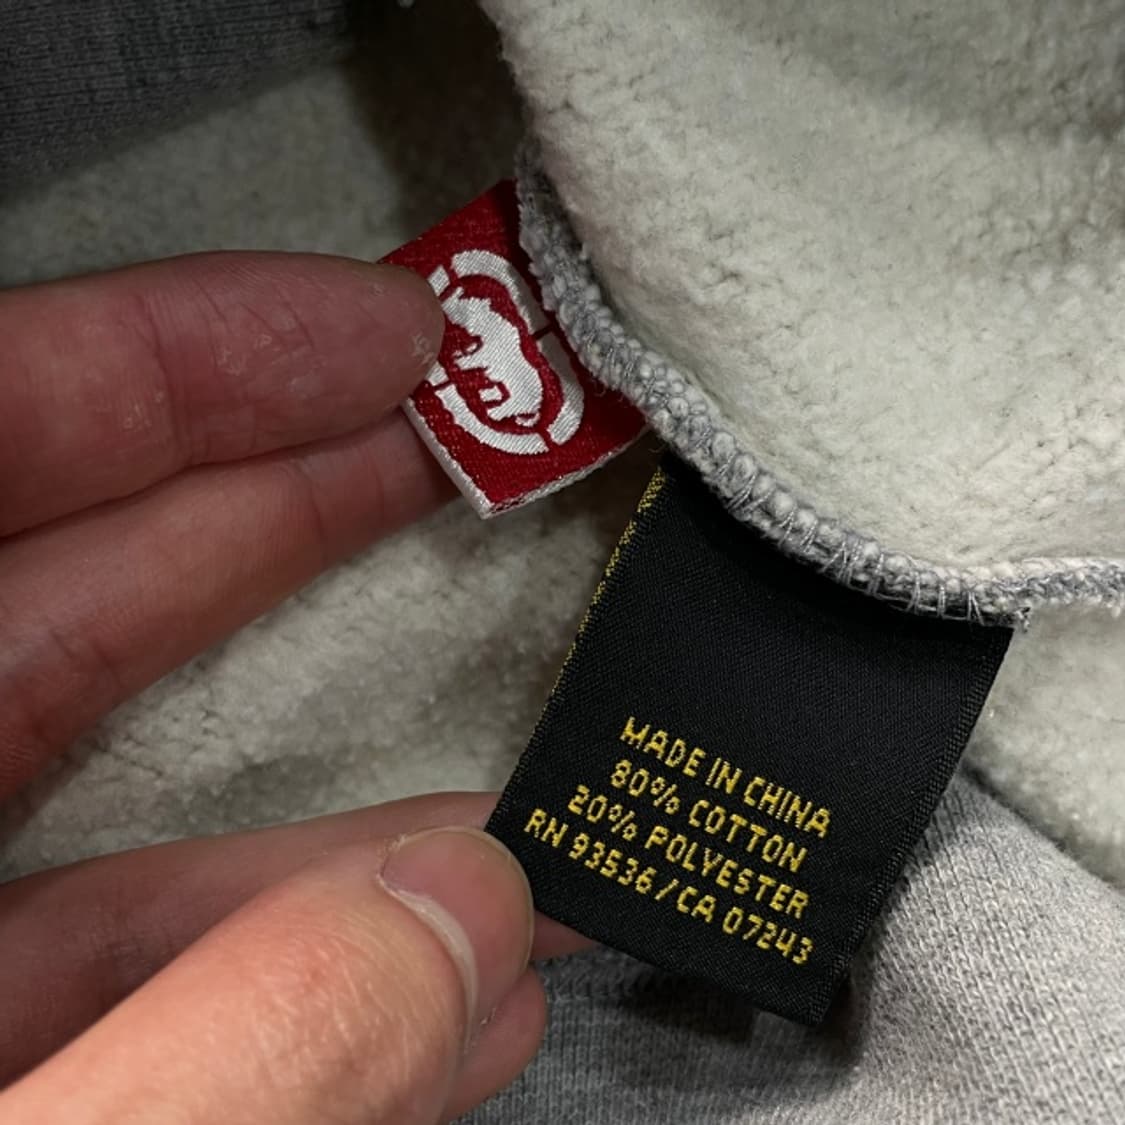 MADE IN CHINA
80% COTTON
20% POLYESTER
RN 93536/CA 07243